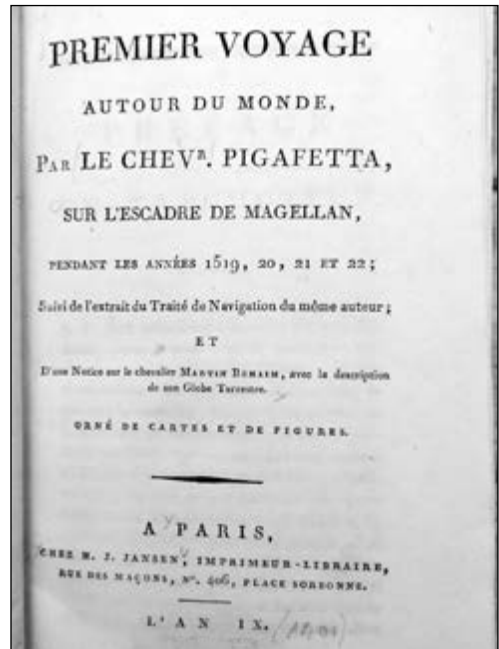 PREMIER VOYAGE
AUTOUR DU MONDE,
PAR LE CHEVR. PIGAFETTA,
SUR L'ESCADRE DE MAGELLAN,
PENDANT LES ANNÉES 1519, 20, 21 ET 22;
Suivi de l'extrait du Traité de Navigation du même auteur;
ET
D'une Notice sur le chevalier MARTIN BEHAIM, avec la description
de son Globe Terrestre.
ORNÉ DE CARTES ET DE FIGURES.
A PARIS,
CHEZ H. J. JANSEN, IMPRIMEUR-LIBRAIRE,
RUE DES MAÇONS, No. 406, PLACE SORBONNE.
L'AN IX.